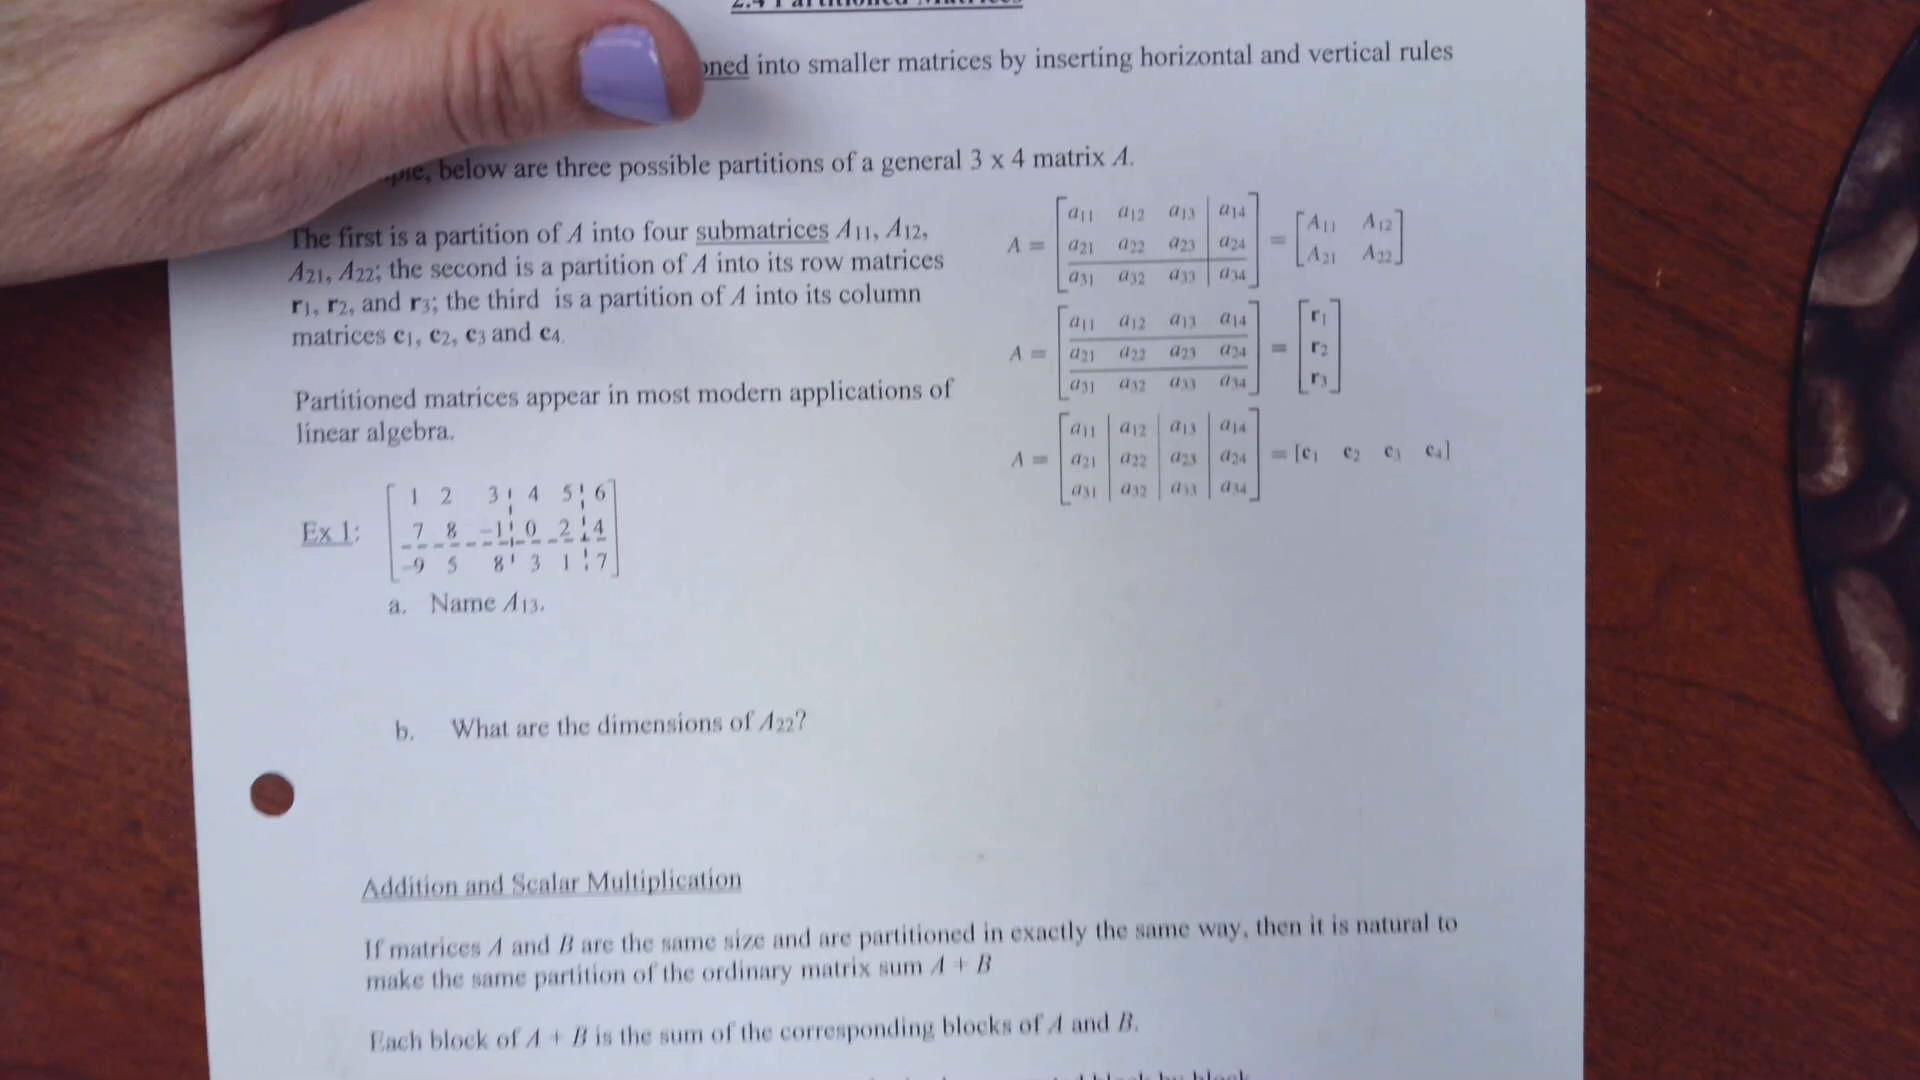 2.4 Partitioned Matrices
into smaller matrices by inserting horizontal and vertical rules
below are three possible partitions of a general 3 x 4 matrix A.
The first is a partition of A into four submatrices A11, A12,
A21, A22; the second is a partition of A into its row matrices
r1, r2, and r3; the third is a partition of A into its column
matrices c1, c2, c3 and c4.
A = [a11 a12 a13 | a14
a21 a22 a23 | a24
a31 a32 a33 | a34] = [A11 A12
A21 A22]
A = [a11 a12 a13 a14
a21 a22 a23 a24
a31 a32 a33 a34] = [r1
r2
r3]
A = [a11 | a12 | a13 | a14
a21 | a22 | a23 | a24
a31 | a32 | a33 | a34] = [c1 c2 c3 c4]
Partitioned matrices appear in most modern applications of
linear algebra.
Ex 1: [1 2 3 ¦ 4 5 ¦ 6
7 8 -1 ¦ 0 2 ¦ 4
-9 5 8 ¦ 3 1 ¦ 7]
a. Name A13.
b. What are the dimensions of A22?
Addition and Scalar Multiplication
If matrices A and B are the same size and are partitioned in exactly the same way, then it is natural to
make the same partition of the ordinary matrix sum A + B
Each block of A + B is the sum of the corresponding blocks of A and B.
block by block